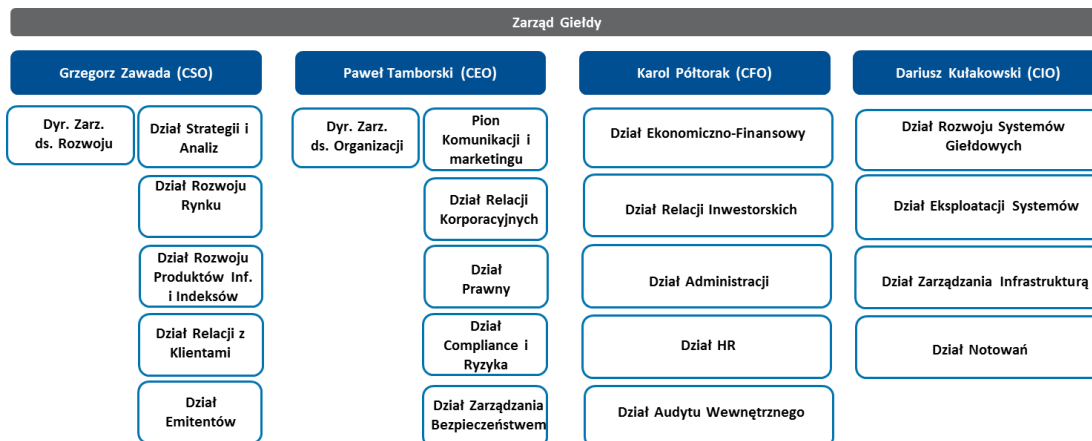 Zarząd Giełdy
Grzegorz Zawada (CSO)
Dyr. Zarz.
ds. Rozwoju
Dział Strategii i
Analiz
Dział Rozwoju
Rynku
Dział Rozwoju
Produktów Inf.
i Indeksów
Dział Relacji z
Klientami
Dział
Emitentów
Paweł Tamborski (CEO)
Dyr. Zarz.
ds. Organizacji
Pion
Komunikacji i
marketingu
Dział Relacji
Korporacyjnych
Dział
Prawny
Dział
Compliance i
Ryzyka
Dział Zarządzania
Bezpieczeństwem
Karol Półtorak (CFO)
Dział Ekonomiczno-Finansowy
Dział Relacji Inwestorskich
Dział Administracji
Dział HR
Dział Audytu Wewnętrznego
Dariusz Kułakowski (CIO)
Dział Rozwoju Systemów
Giełdowych
Dział Eksploatacji Systemów
Dział Zarządzania Infrastrukturą
Dział Notowań